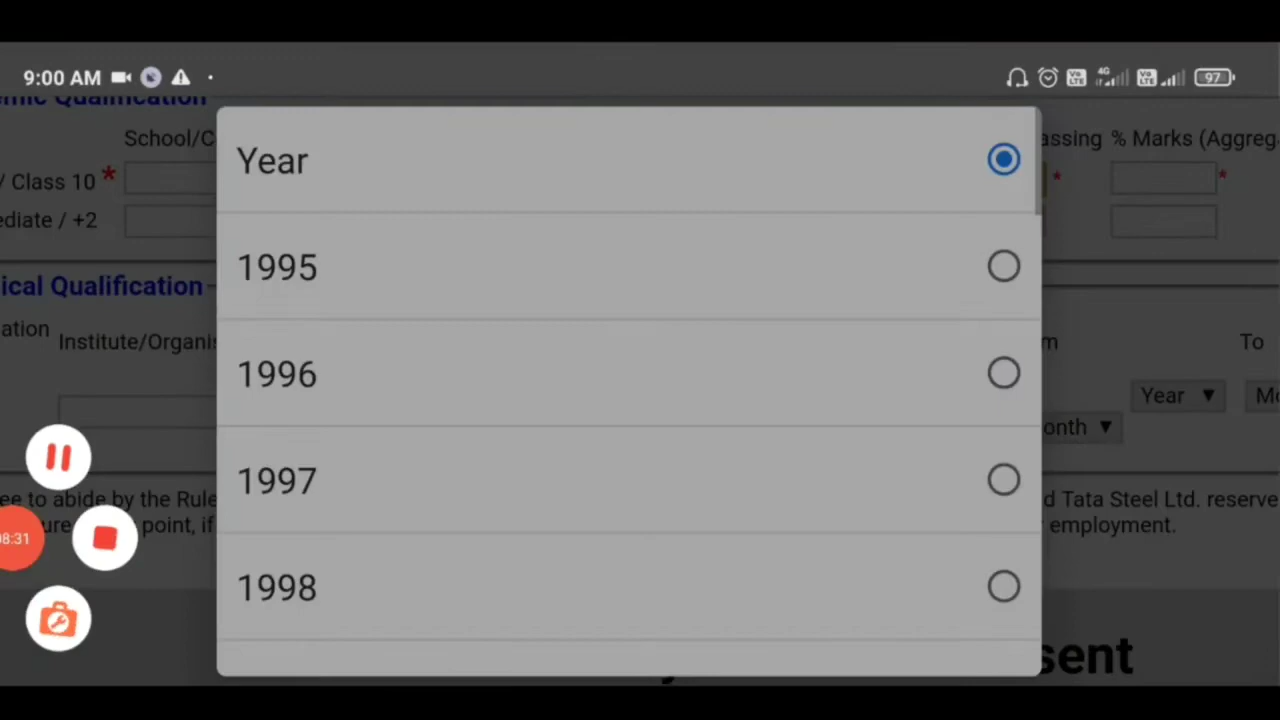 9:00 AM
4G
97
School/C
assing % Marks (Aggreg
/ Class 10 *
*
*
ediate / +2
ical Qualification
ation
Institute/Organis
m
To
Year ▼
onth ▼
ee to abide by the Rule
d Tata Steel Ltd. reserve
ure
point, if
employment.
sent
Year
1995
1996
1997
1998
08:31